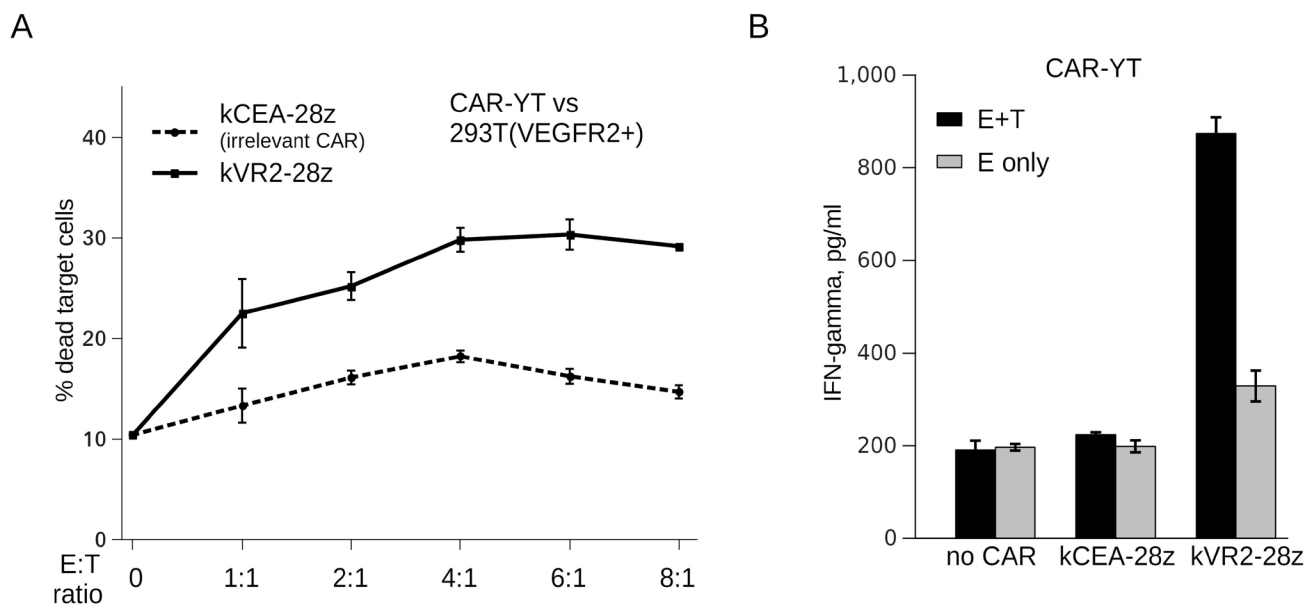 A
kCEA-28z
(irrelevant CAR)
kVR2-28z
CAR-YT vs
293T(VEGFR2+)
% dead target cells
40
30
20
10
0
E:T
ratio
0 1:1 2:1 4:1 6:1 8:1
B
CAR-YT
E+T
E only
IFN-gamma, pg/ml
1,000
800
600
400
200
0
no CAR kCEA-28z kVR2-28z